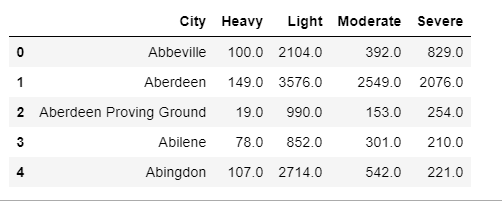 City Heavy Light Moderate Severe
0 Abbeville 100.0 2104.0 392.0 829.0
1 Aberdeen 149.0 3576.0 2549.0 2076.0
2 Aberdeen Proving Ground 19.0 990.0 153.0 254.0
3 Abilene 78.0 852.0 301.0 210.0
4 Abingdon 107.0 2714.0 542.0 221.0